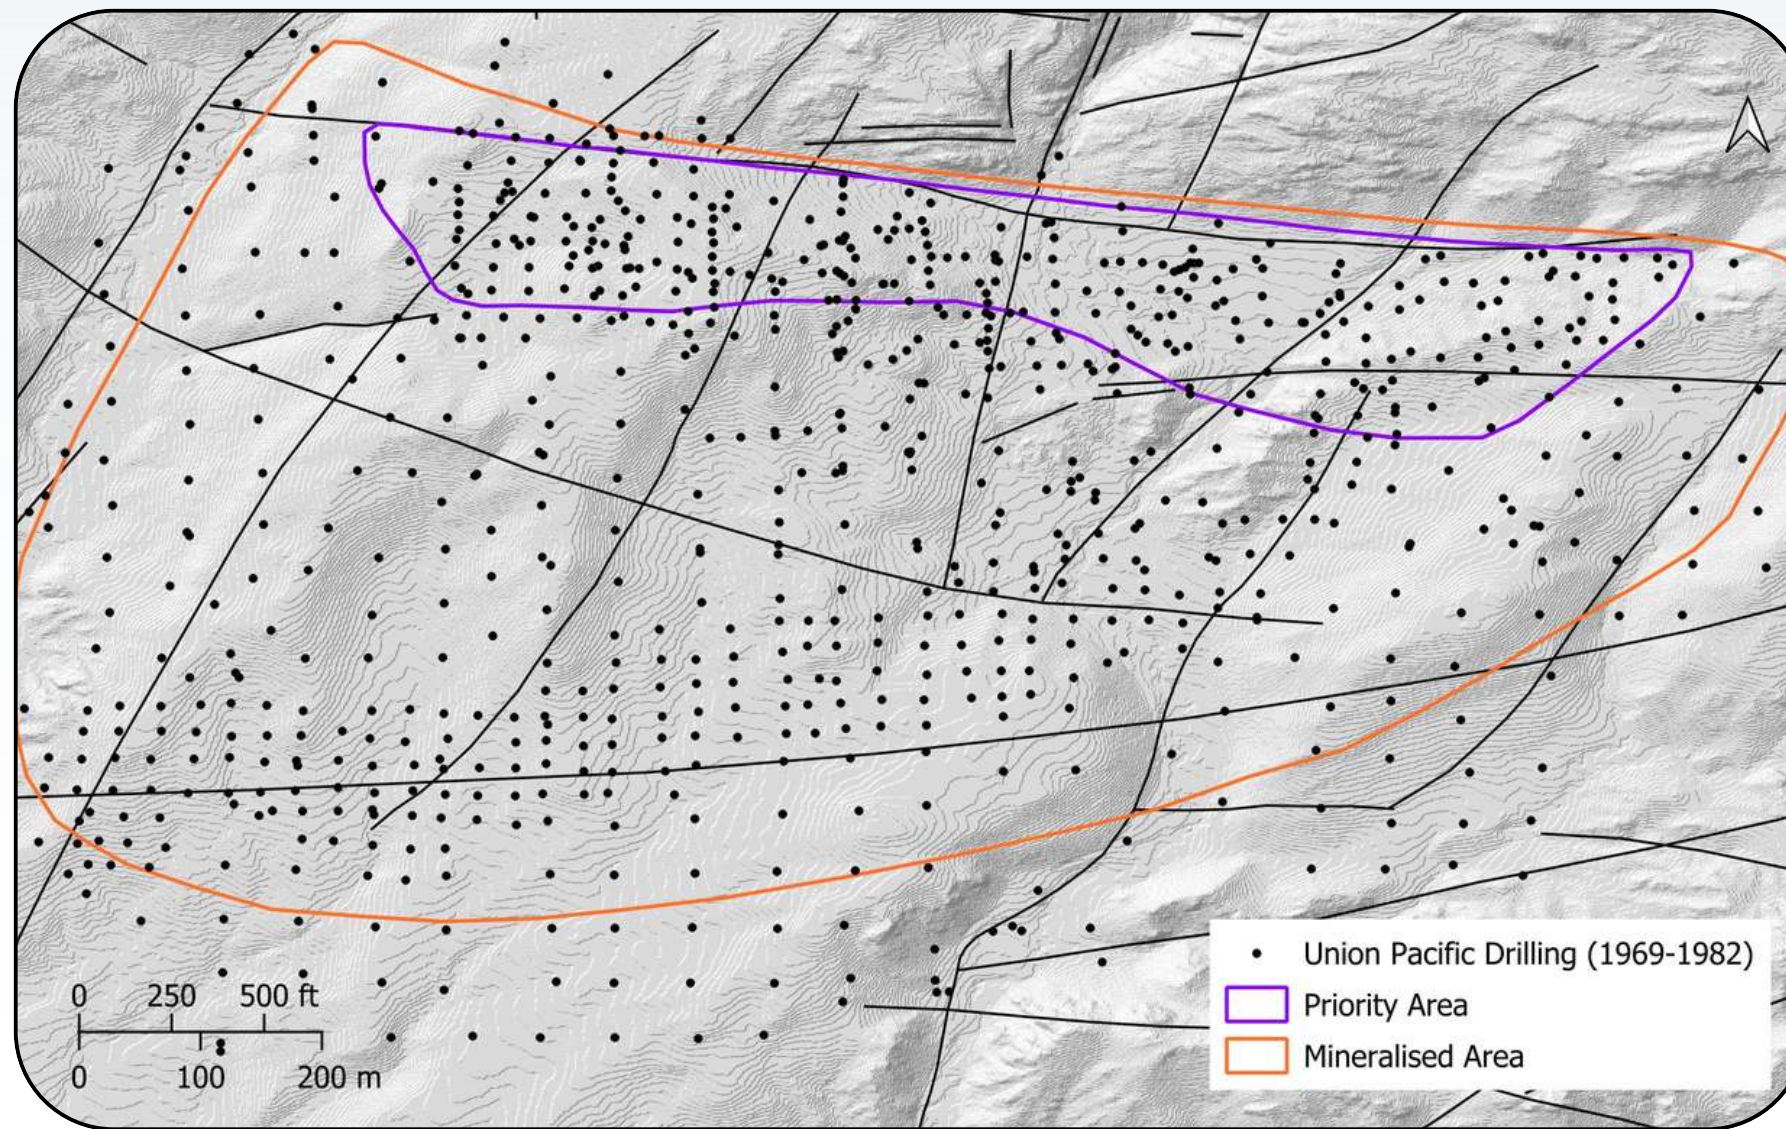 Union Pacific Drilling (1969-1982)
Priority Area
Mineralised Area
0 250 500 ft
0 100 200 m